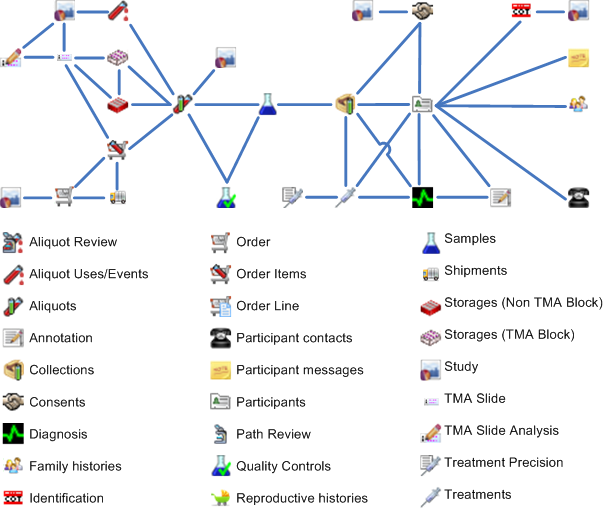 Aliquot Review
Aliquot Uses/Events
Aliquots
Annotation
Collections
Consents
Diagnosis
Family histories
Identification
Order
Order Items
Order Line
Participant contacts
Participant messages
Participants
Path Review
Quality Controls
Reproductive histories
Samples
Shipments
Storages (Non TMA Block)
Storages (TMA Block)
Study
TMA Slide
TMA Slide Analysis
Treatment Precision
Treatments